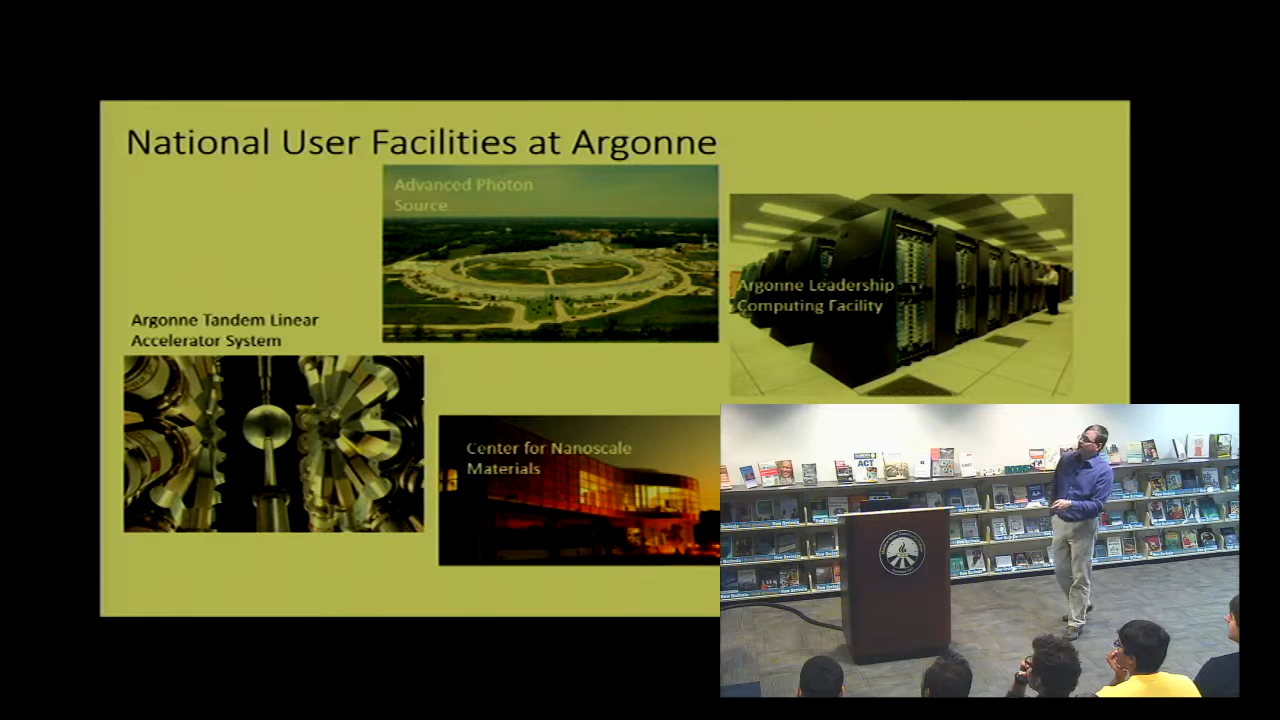 National User Facilities at Argonne
Advanced Photon
Source
Argonne Leadership
Computing Facility
Argonne Tandem Linear
Accelerator System
Center for Nanoscale
Materials
ACT